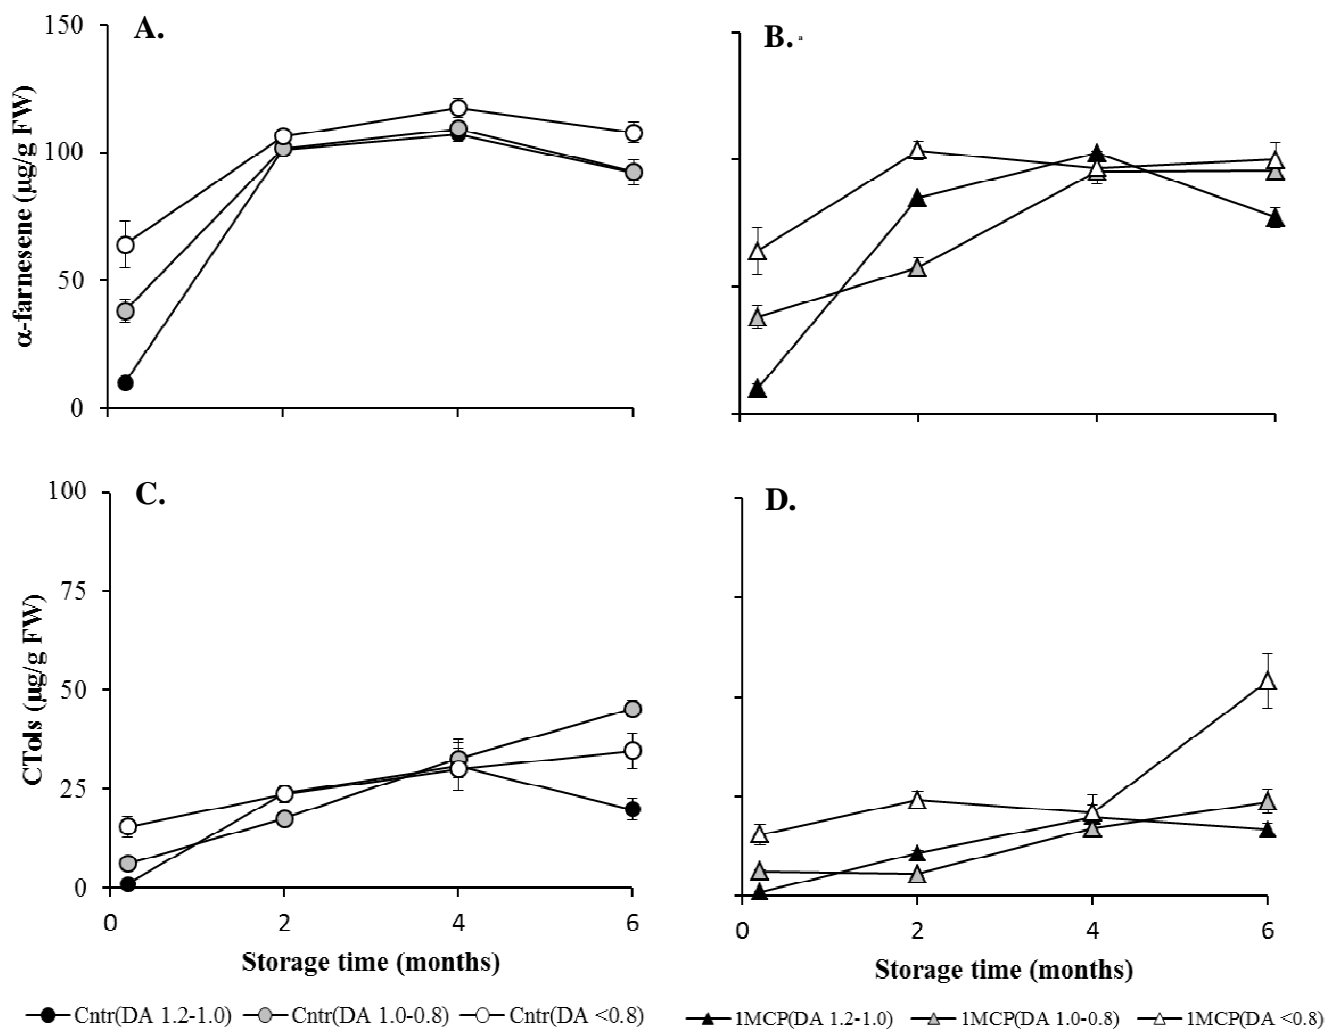 A.
B. a
150
100
50
0
α-farnesene (μg/g FW)
C.
D.
100
75
50
25
0
CTols (μg/g FW)
0 2 4 6
Storage time (months)
0 2 4 6
Storage time (months)
Cntr(DA 1.2-1.0) Cntr(DA 1.0-0.8) Cntr(DA <0.8)
1MCP(DA 1.2-1.0) 1MCP(DA 1.0-0.8) 1MCP(DA <0.8)